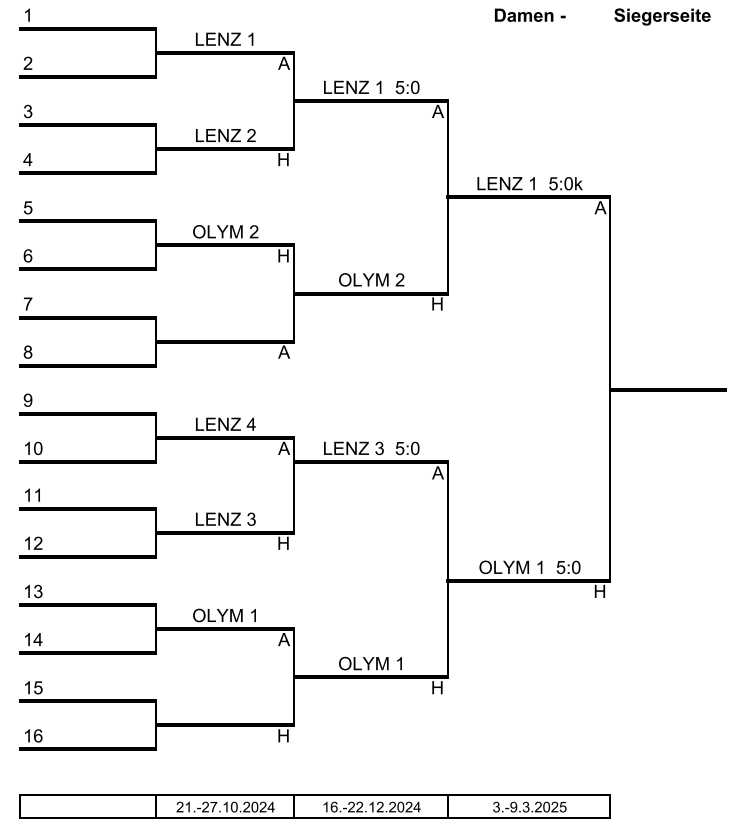 1
Damen - Siegerseite
LENZ 1
2
A
LENZ 1 5:0
3
A
LENZ 2
4
H
LENZ 1 5:0k
5
A
OLYM 2
6
H
OLYM 2
7
H
8
A
9
LENZ 4
10
A
LENZ 3 5:0
A
11
LENZ 3
12
H
OLYM 1 5:0
13
H
OLYM 1
14
A
OLYM 1
15
H
16
H
21.-27.10.2024 16.-22.12.2024 3.-9.3.2025